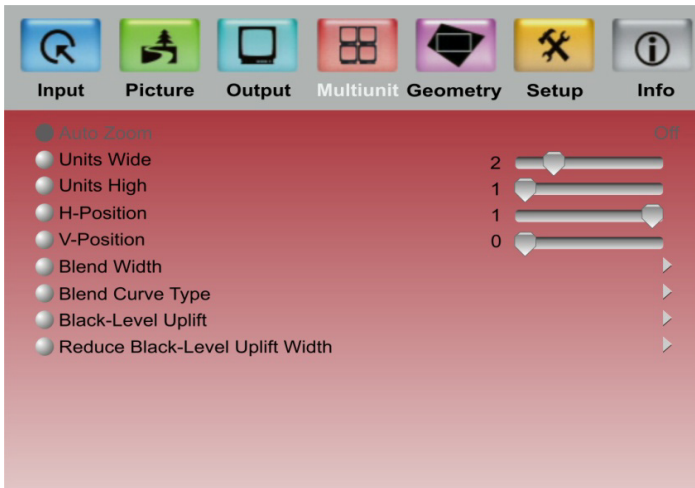 Input Picture Output Multiunit Geometry Setup Info
Auto Zoom Off
Units Wide 2
Units High 1
H-Position 1
V-Position 0
Blend Width
Blend Curve Type
Black-Level Uplift
Reduce Black-Level Uplift Width